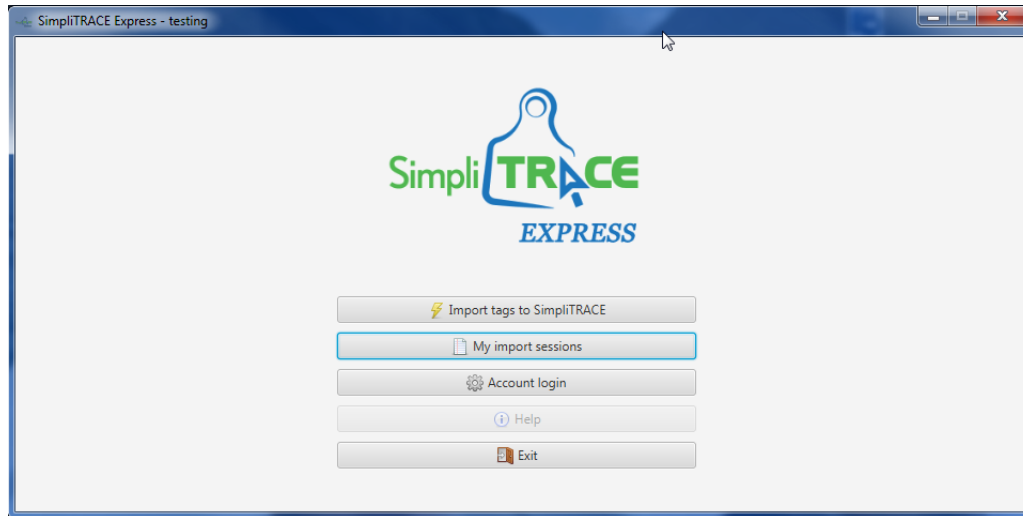 SimpliTRACE Express - testing
SimpliTRACE
EXPRESS
Import tags to SimpliTRACE
My import sessions
Account login
Help
Exit